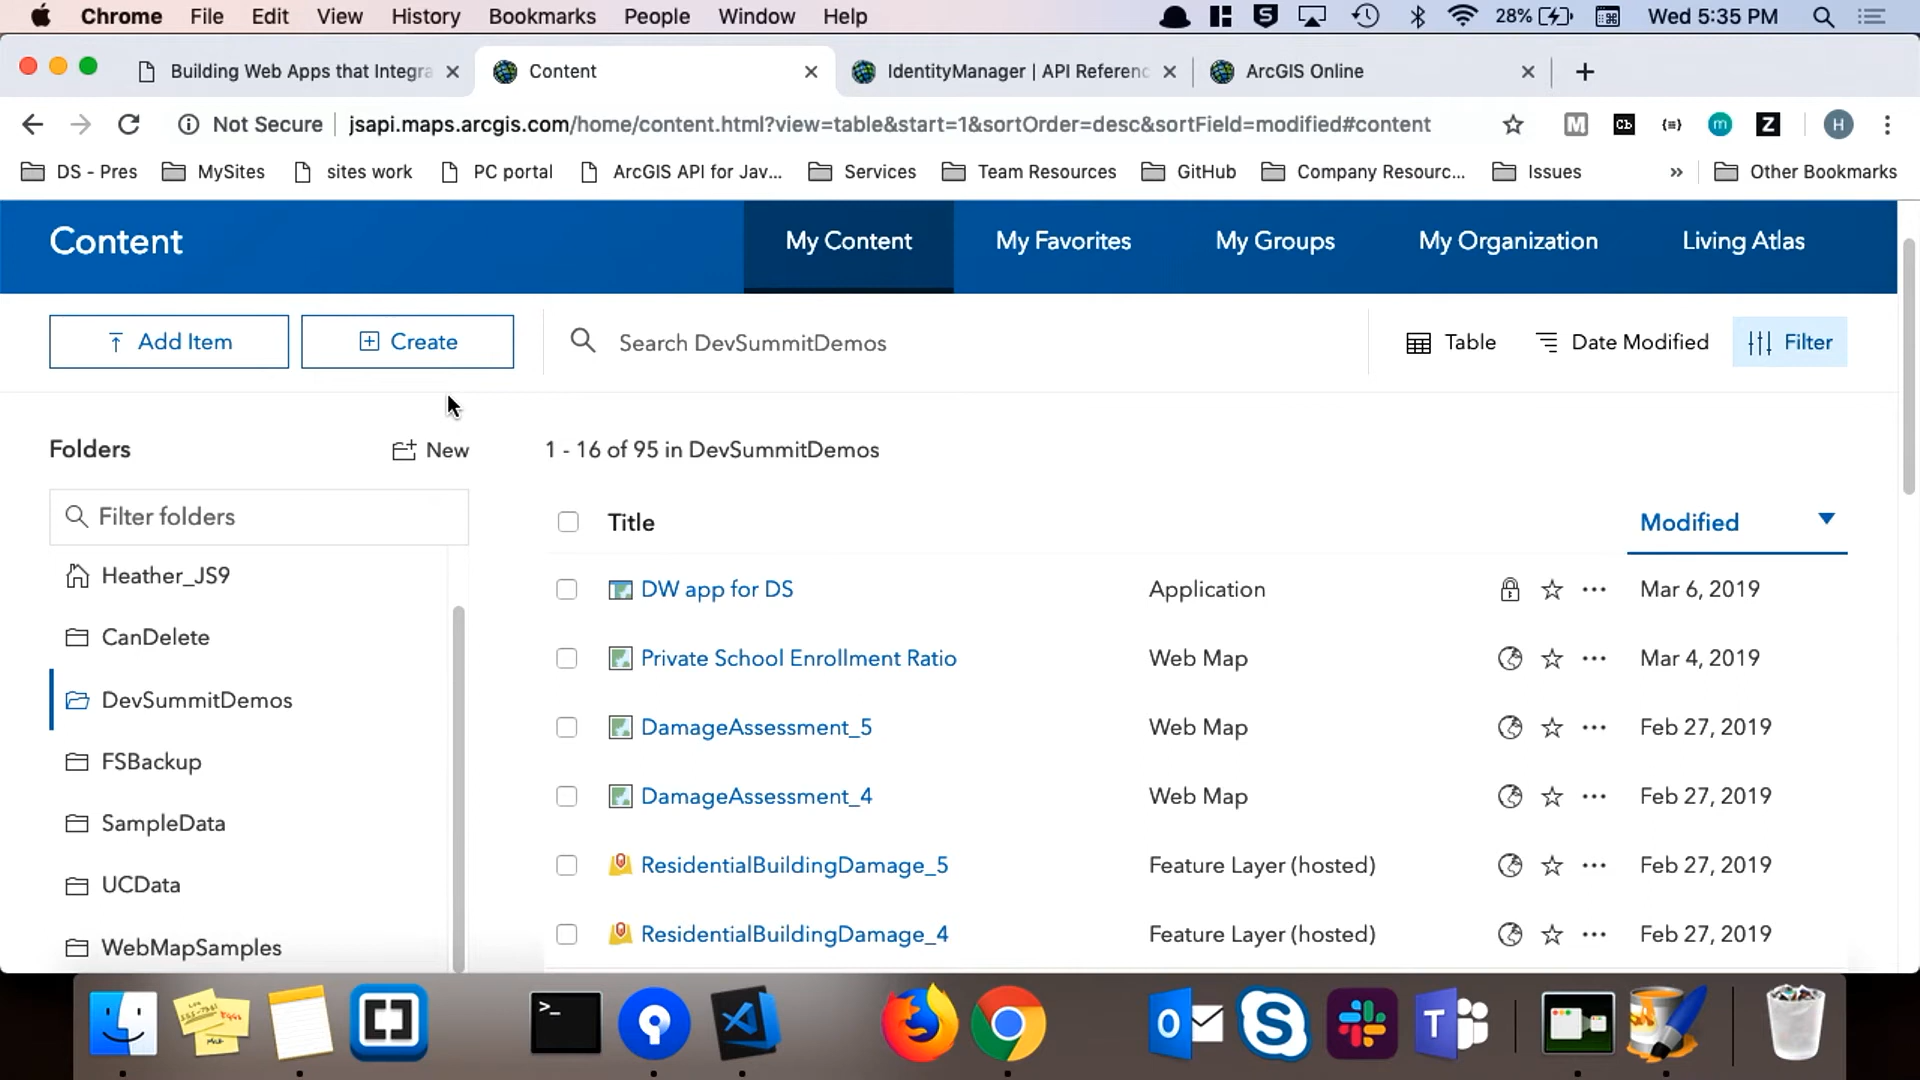 Chrome File Edit View History Bookmarks People Window Help 28% Wed 5:35 PM
Building Web Apps that Integra Content IdentityManager | API Referenc ArcGIS Online
Not Secure jsapi.maps.arcgis.com/home/content.html?view=table&start=1&sortOrder=desc&sortField=modified#content
DS - Pres MySites sites work PC portal ArcGIS API for Jav... Services Team Resources GitHub Company Resourc... Issues » Other Bookmarks
Content My Content My Favorites My Groups My Organization Living Atlas
Add Item Create Search DevSummitDemos Table Date Modified Filter
Folders New 1 - 16 of 95 in DevSummitDemos
Filter folders Title Modified
Heather_JS9 DW app for DS Application Mar 6, 2019
CanDelete Private School Enrollment Ratio Web Map Mar 4, 2019
DevSummitDemos DamageAssessment_5 Web Map Feb 27, 2019
FSBackup DamageAssessment_4 Web Map Feb 27, 2019
SampleData ResidentialBuildingDamage_5 Feature Layer (hosted) Feb 27, 2019
UCData
WebMapSamples ResidentialBuildingDamage_4 Feature Layer (hosted) Feb 27, 2019